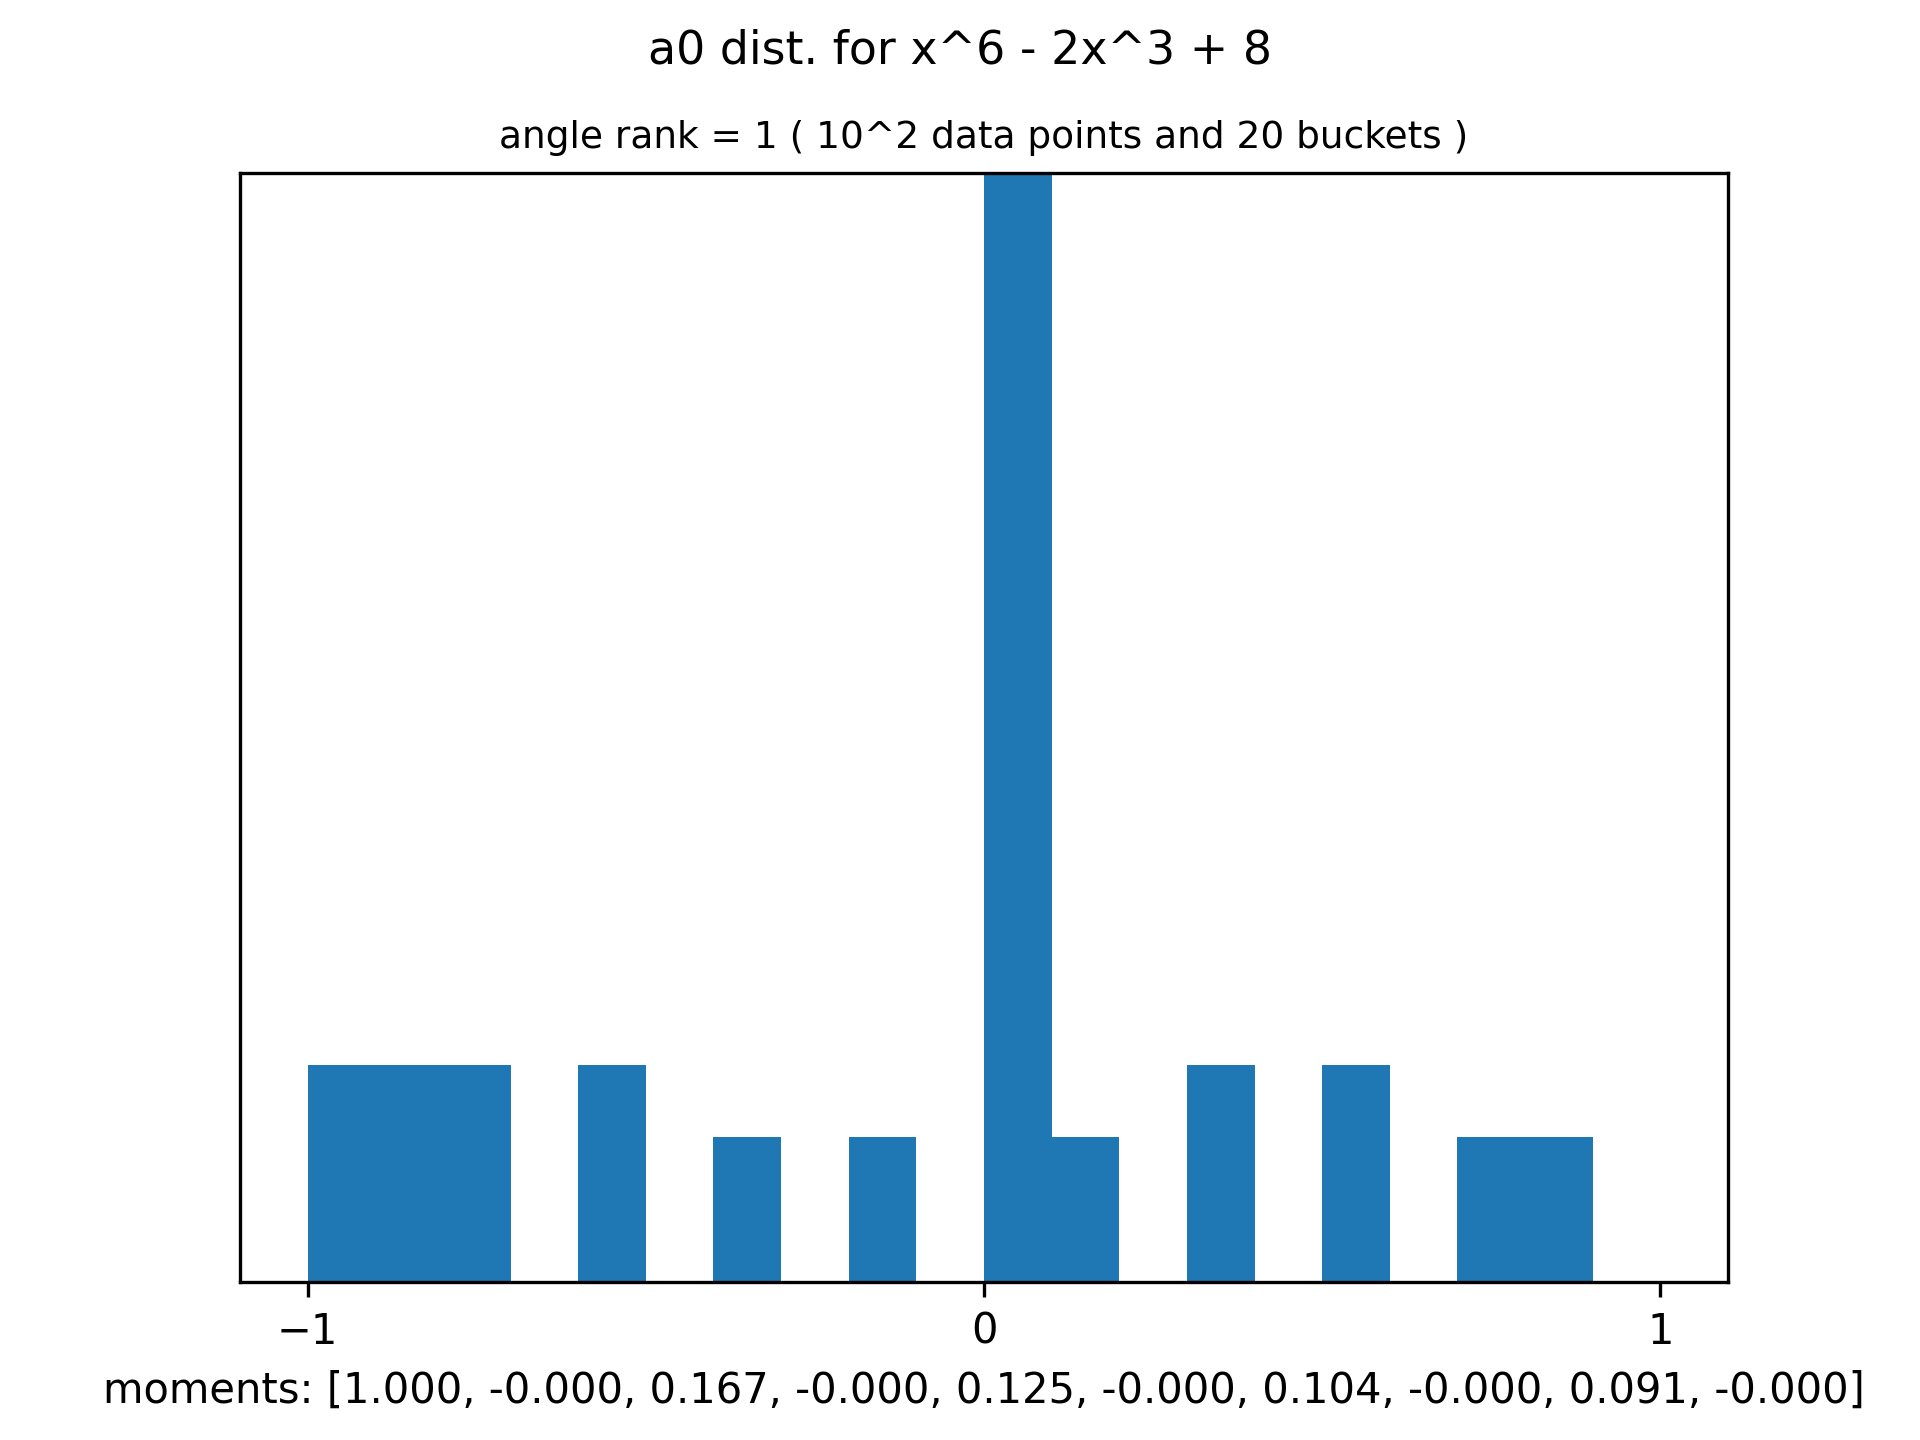 a0 dist. for x^6 - 2x^3 + 8
angle rank = 1 ( 10^2 data points and 20 buckets )
−1 0 1
moments: [1.000, -0.000, 0.167, -0.000, 0.125, -0.000, 0.104, -0.000, 0.091, -0.000]